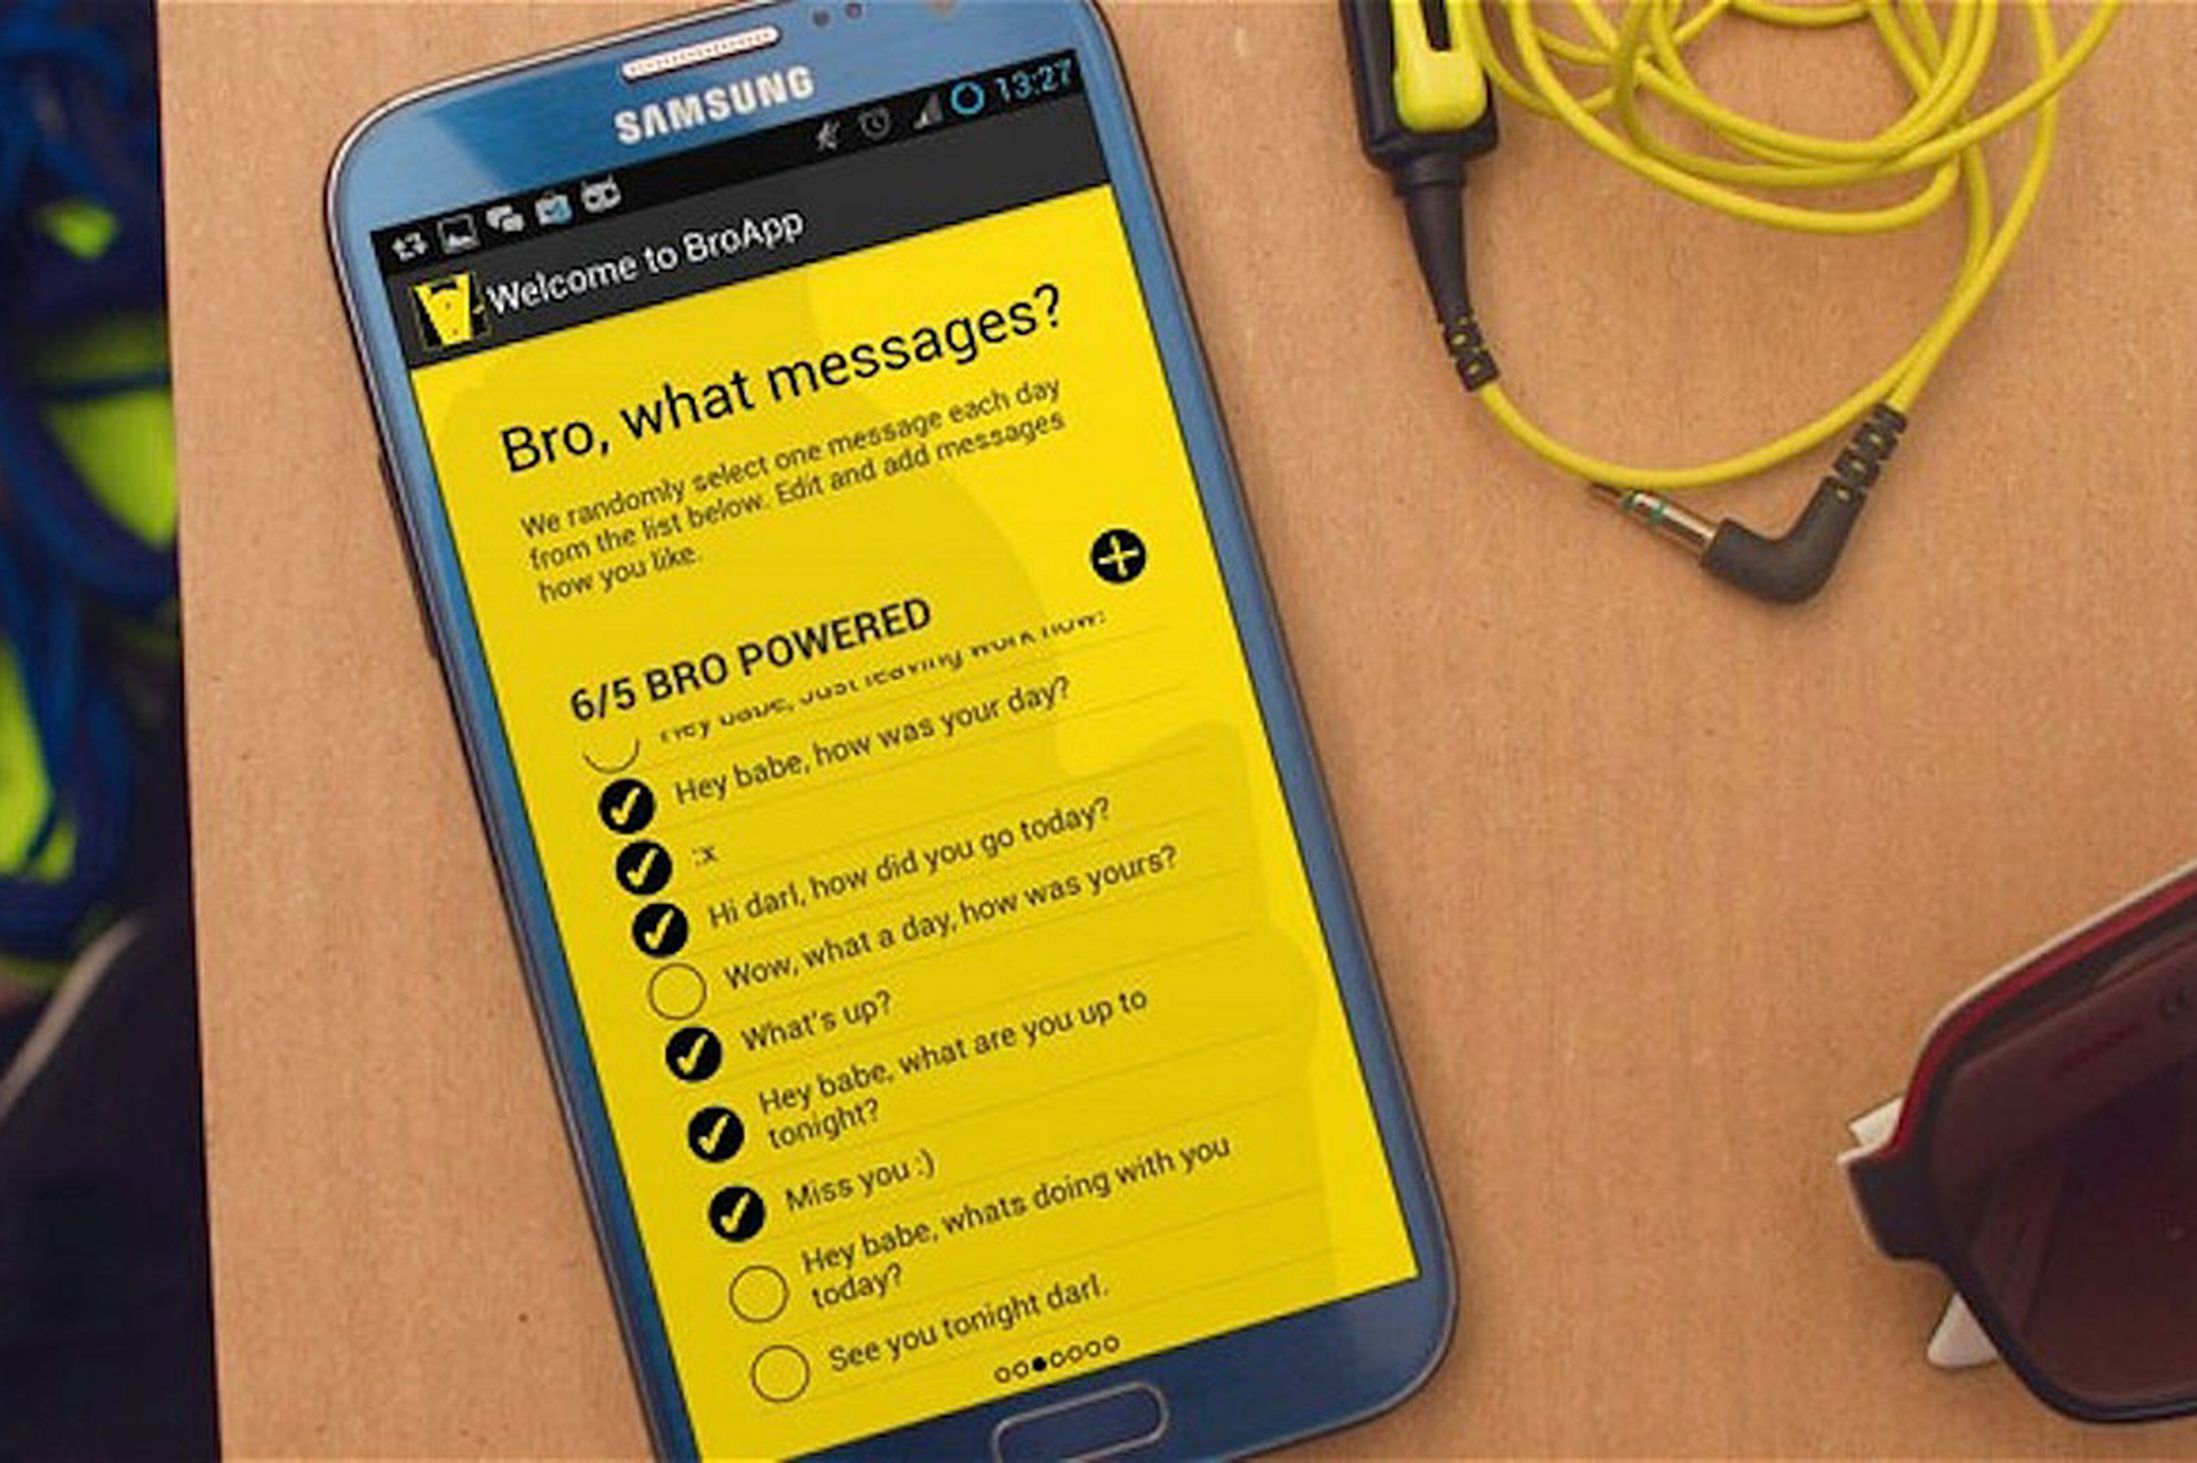 SAMSUNG
13:27
Welcome to BroApp
Bro, what messages?
We randomly select one message each day
from the list below. Edit and add messages
how you like.
6/5 BRO POWERED
Hey babe, Just leaving work now!
Hey babe, how was your day?
:x
Hi darl, how did you go today?
Wow, what a day, how was yours?
What's up?
Hey babe, what are you up to
tonight?
Miss you :)
Hey babe, whats doing with you
today?
See you tonight darl.